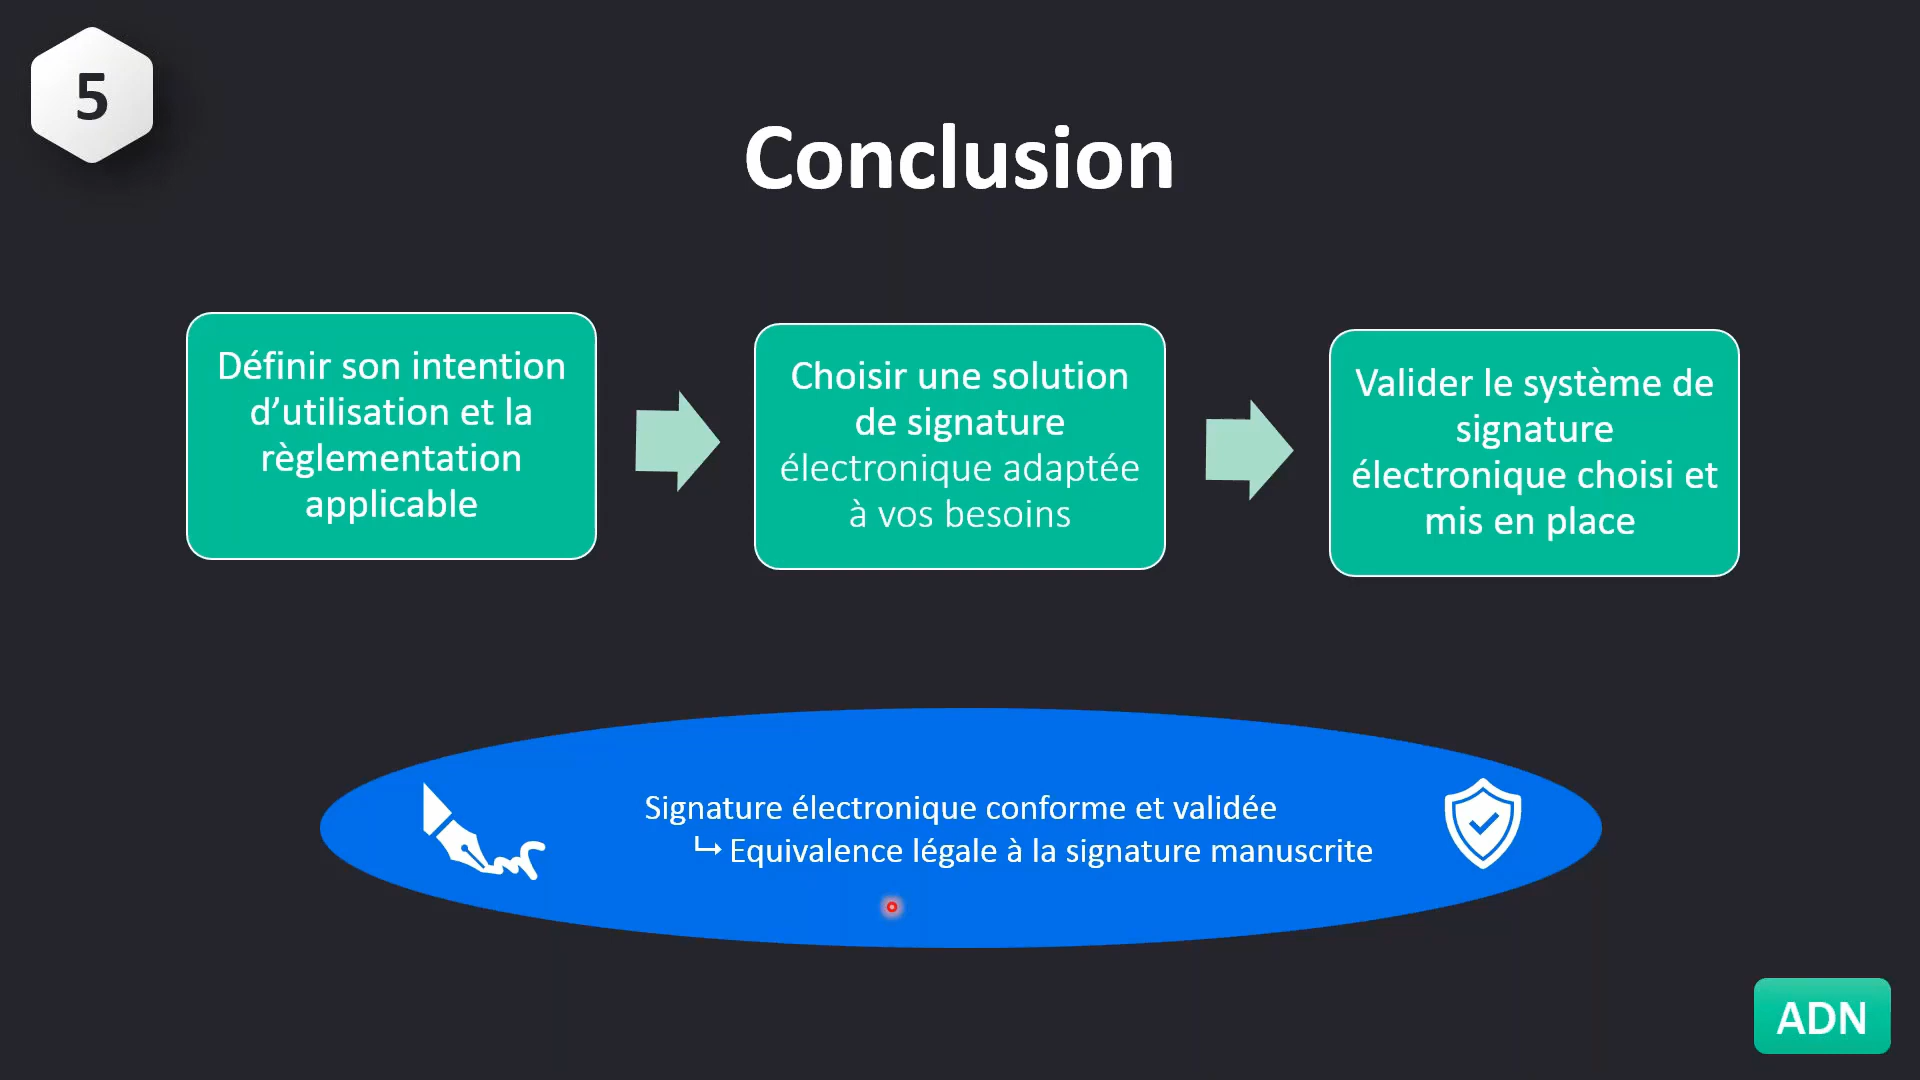 5
Conclusion
Définir son intention
d’utilisation et la
règlementation
applicable
Choisir une solution
de signature
électronique adaptée
à vos besoins
Valider le système de
signature
électronique choisi et
mis en place
Signature électronique conforme et validée
↳ Equivalence légale à la signature manuscrite
ADN